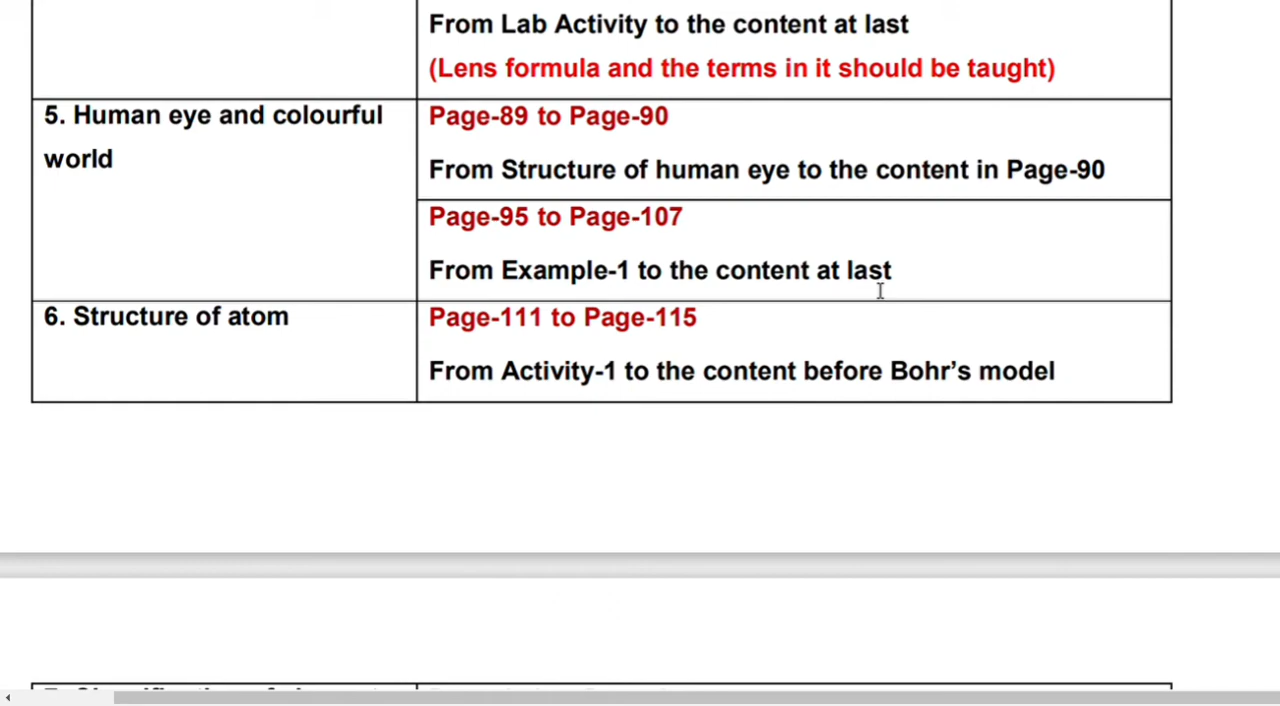 From Lab Activity to the content at last
(Lens formula and the terms in it should be taught)
5. Human eye and colourful
world
Page-89 to Page-90
From Structure of human eye to the content in Page-90
Page-95 to Page-107
From Example-1 to the content at last
6. Structure of atom
Page-111 to Page-115
From Activity-1 to the content before Bohr’s model